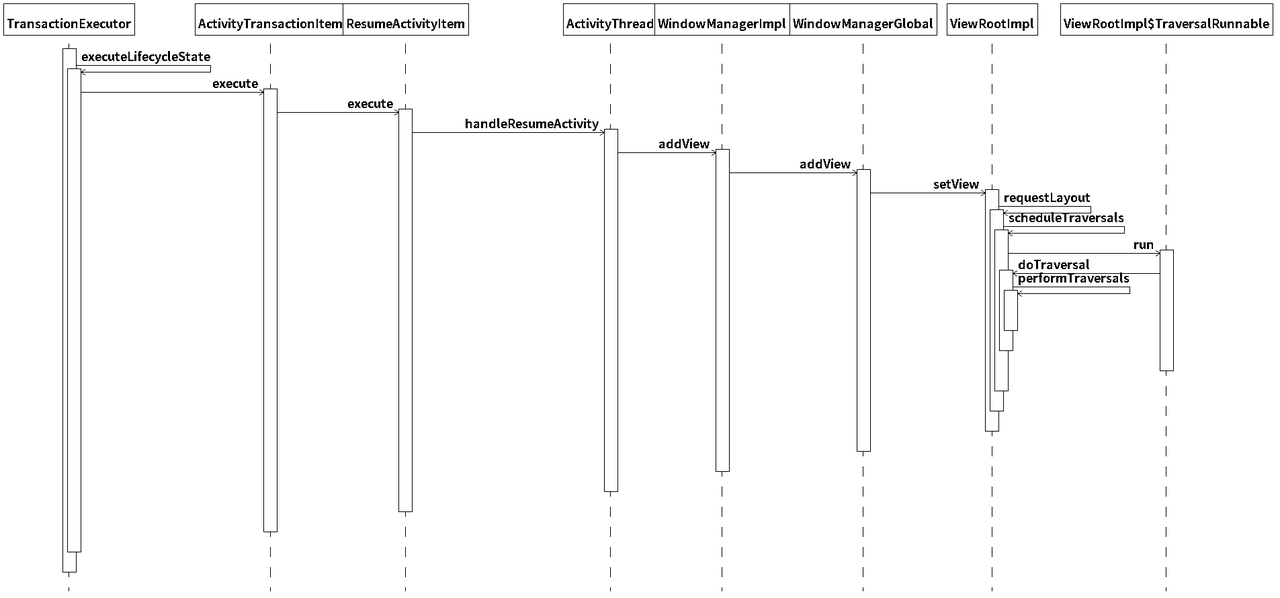 TransactionExecutor
ActivityTransactionItem
ResumeActivityItem
ActivityThread
WindowManagerImpl
WindowManagerGlobal
ViewRootImpl
ViewRootImpl$TraversalRunnable
executeLifecycleState
execute
execute
handleResumeActivity
addView
addView
setView
requestLayout
scheduleTraversals
run
doTraversal
performTraversals